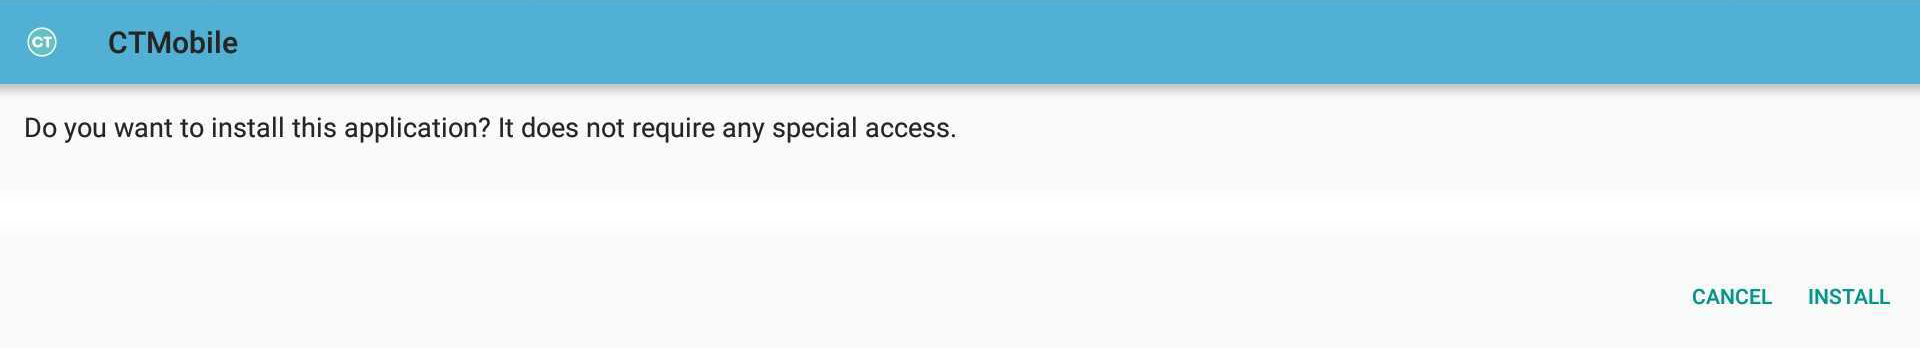 CT
CTMobile
Do you want to install this application? It does not require any special access.
CANCEL INSTALL